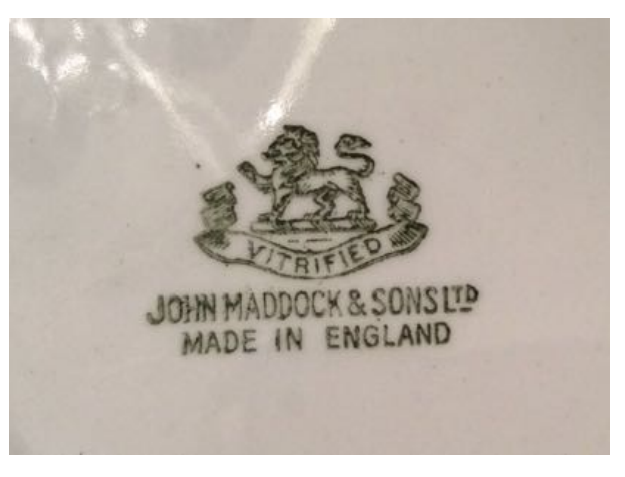 VITRIFIED
JOHN MADDOCK & SONS LTD
MADE IN ENGLAND